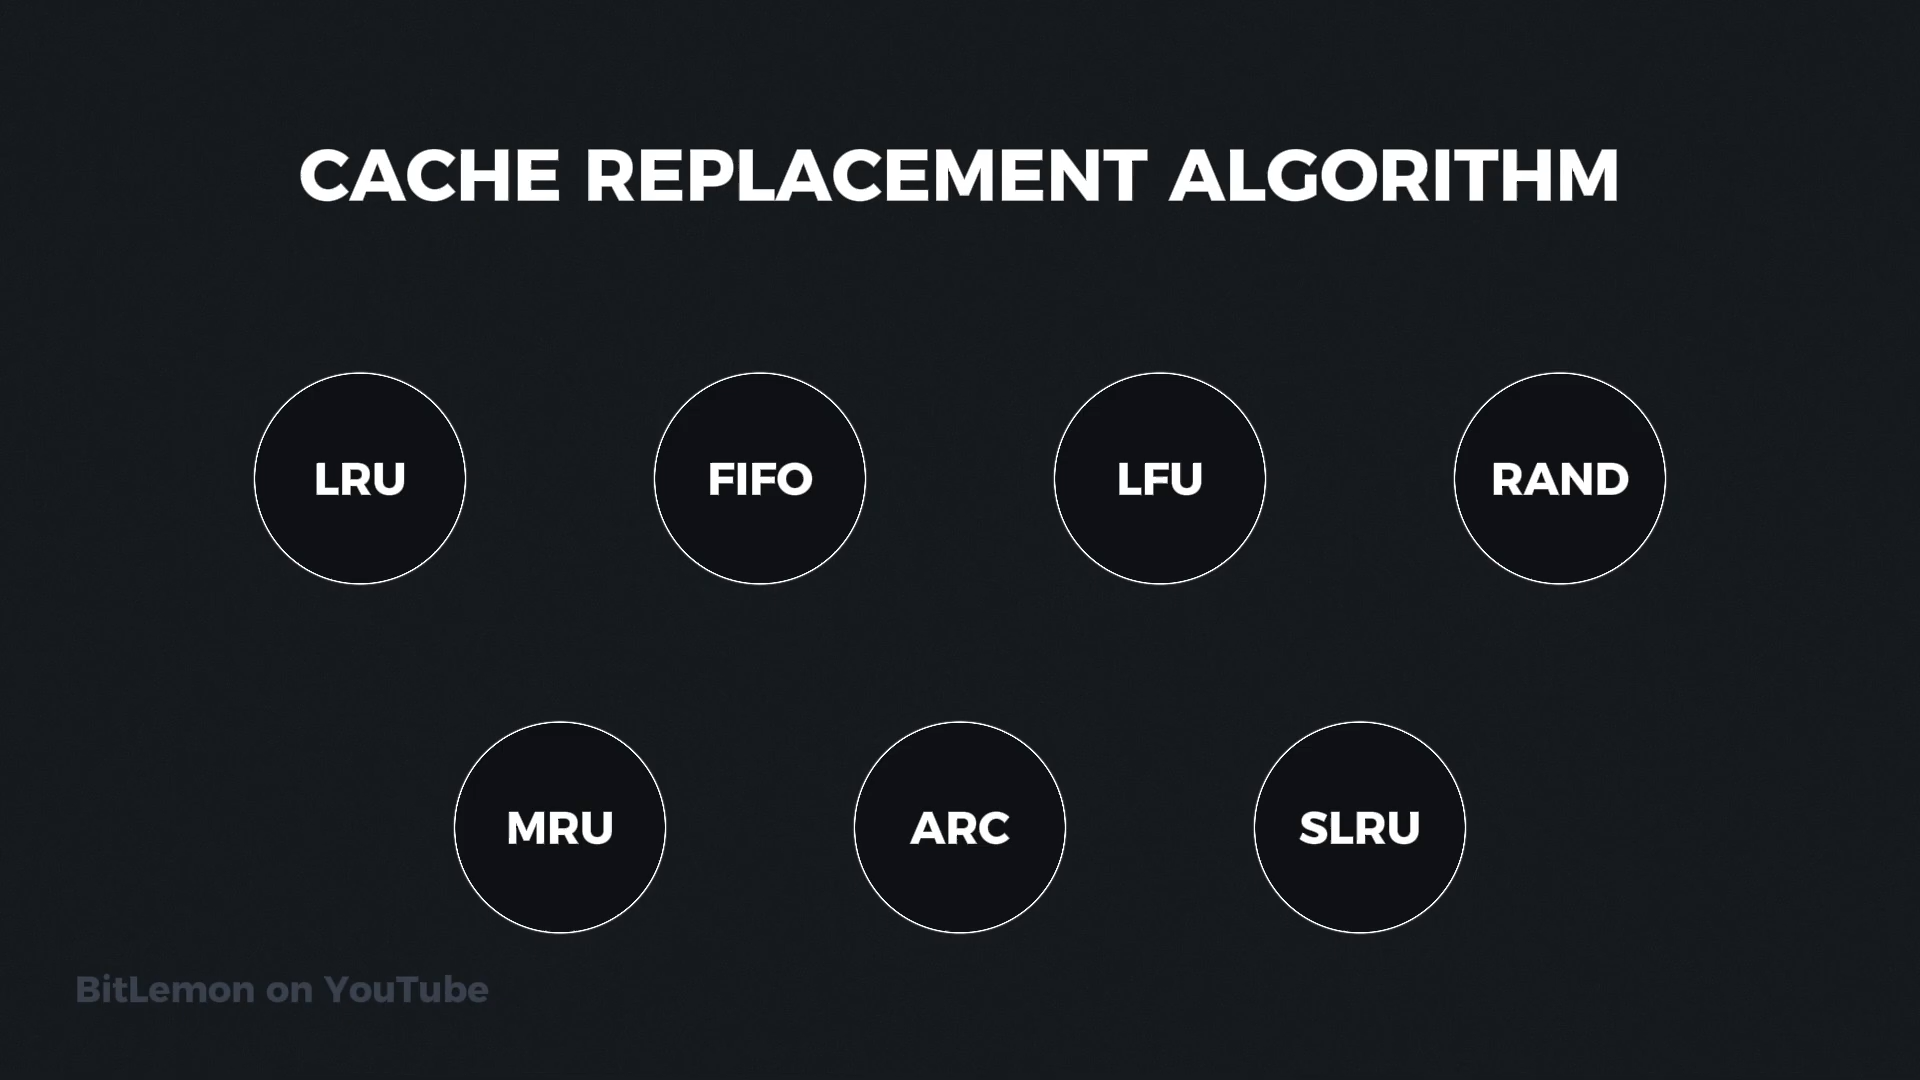 CACHE REPLACEMENT ALGORITHM
LRU
FIFO
LFU
RAND
MRU
ARC
SLRU
BitLemon on YouTube